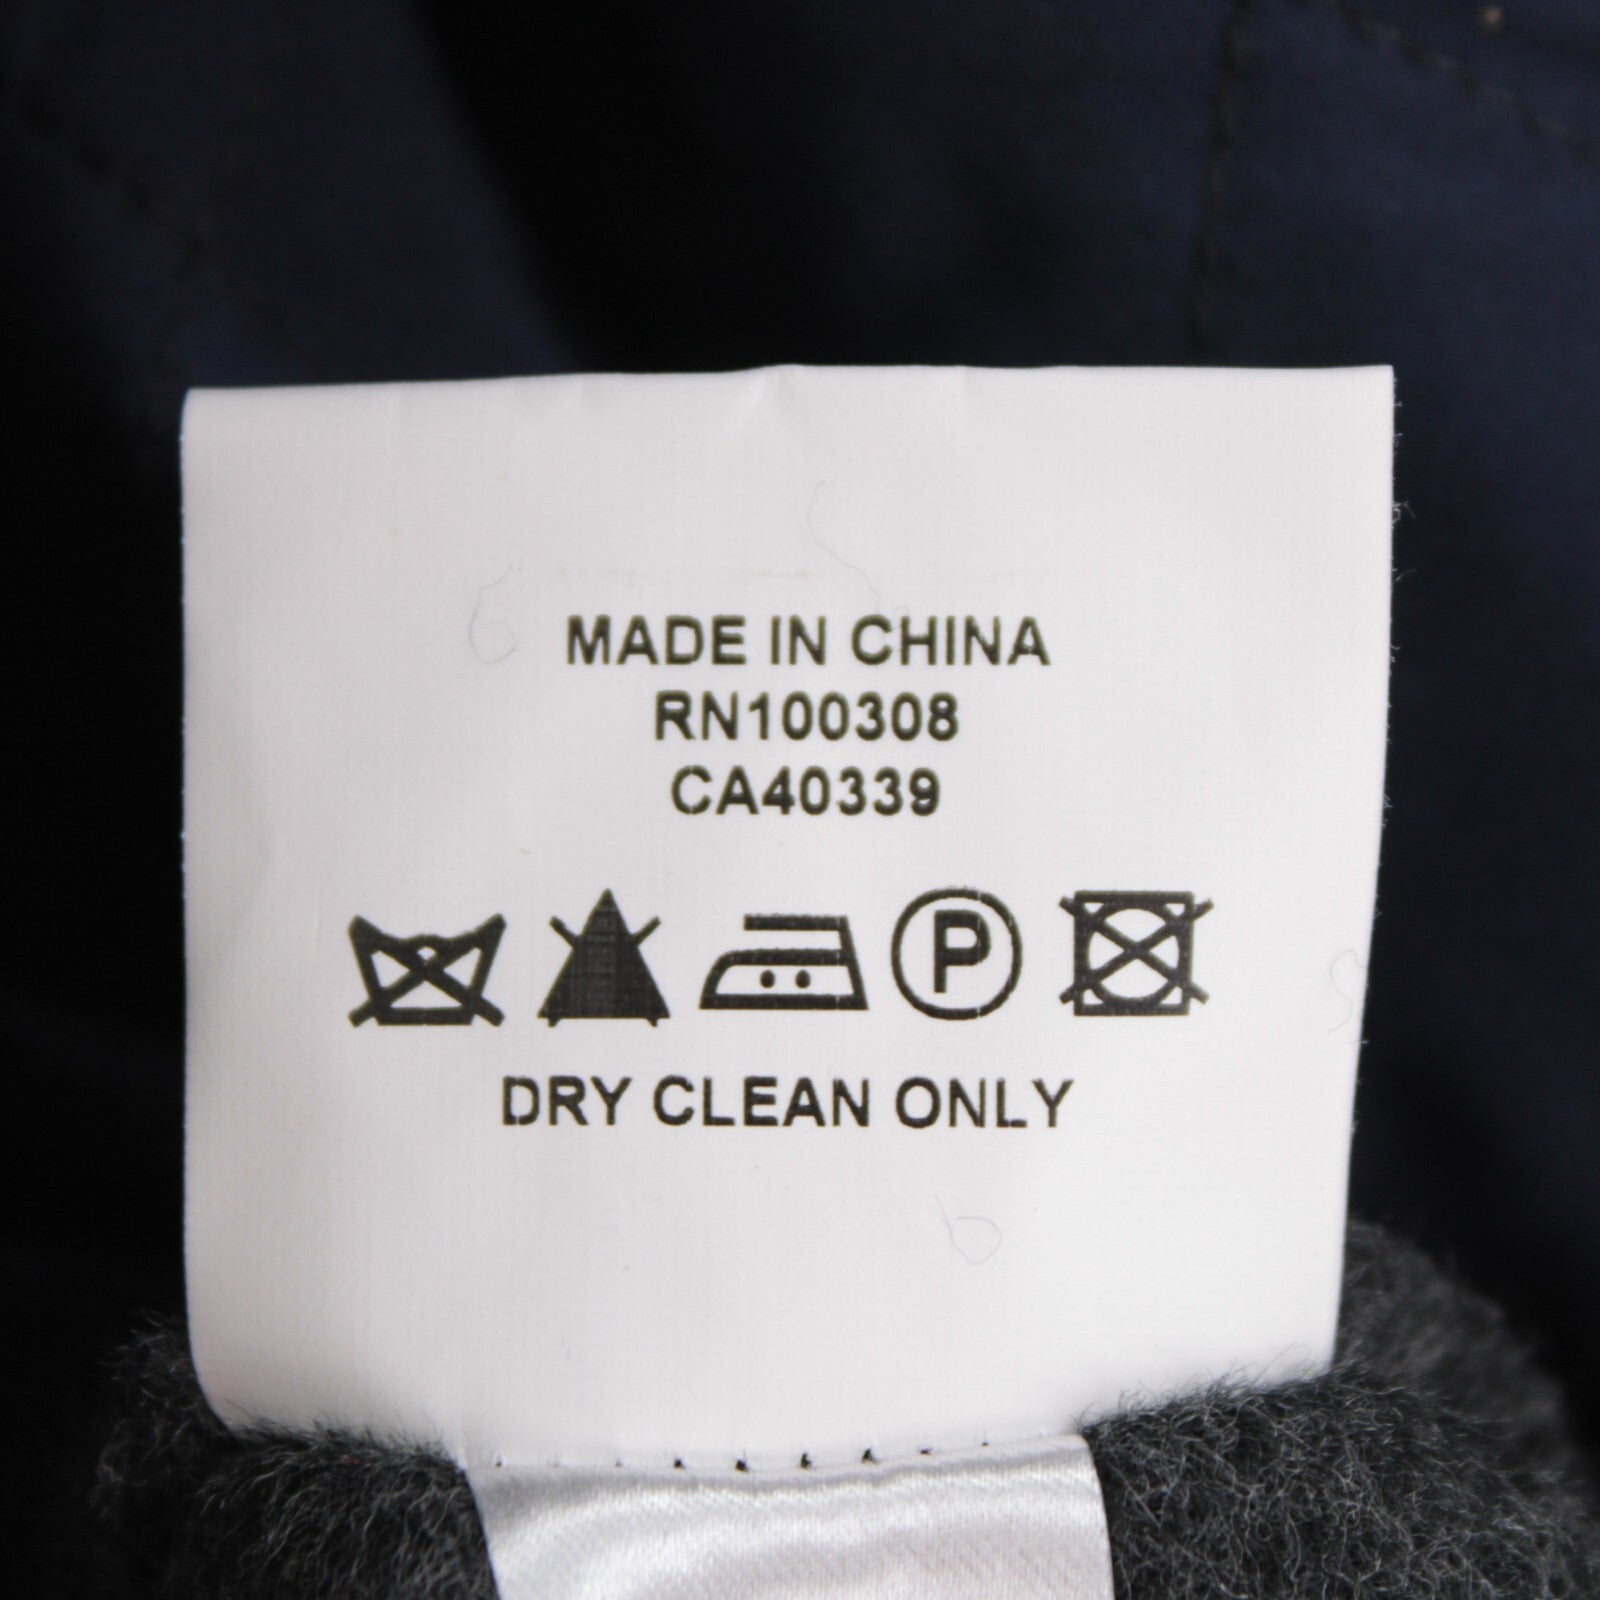 MADE IN CHINA
RN100308
CA40339
P
DRY CLEAN ONLY